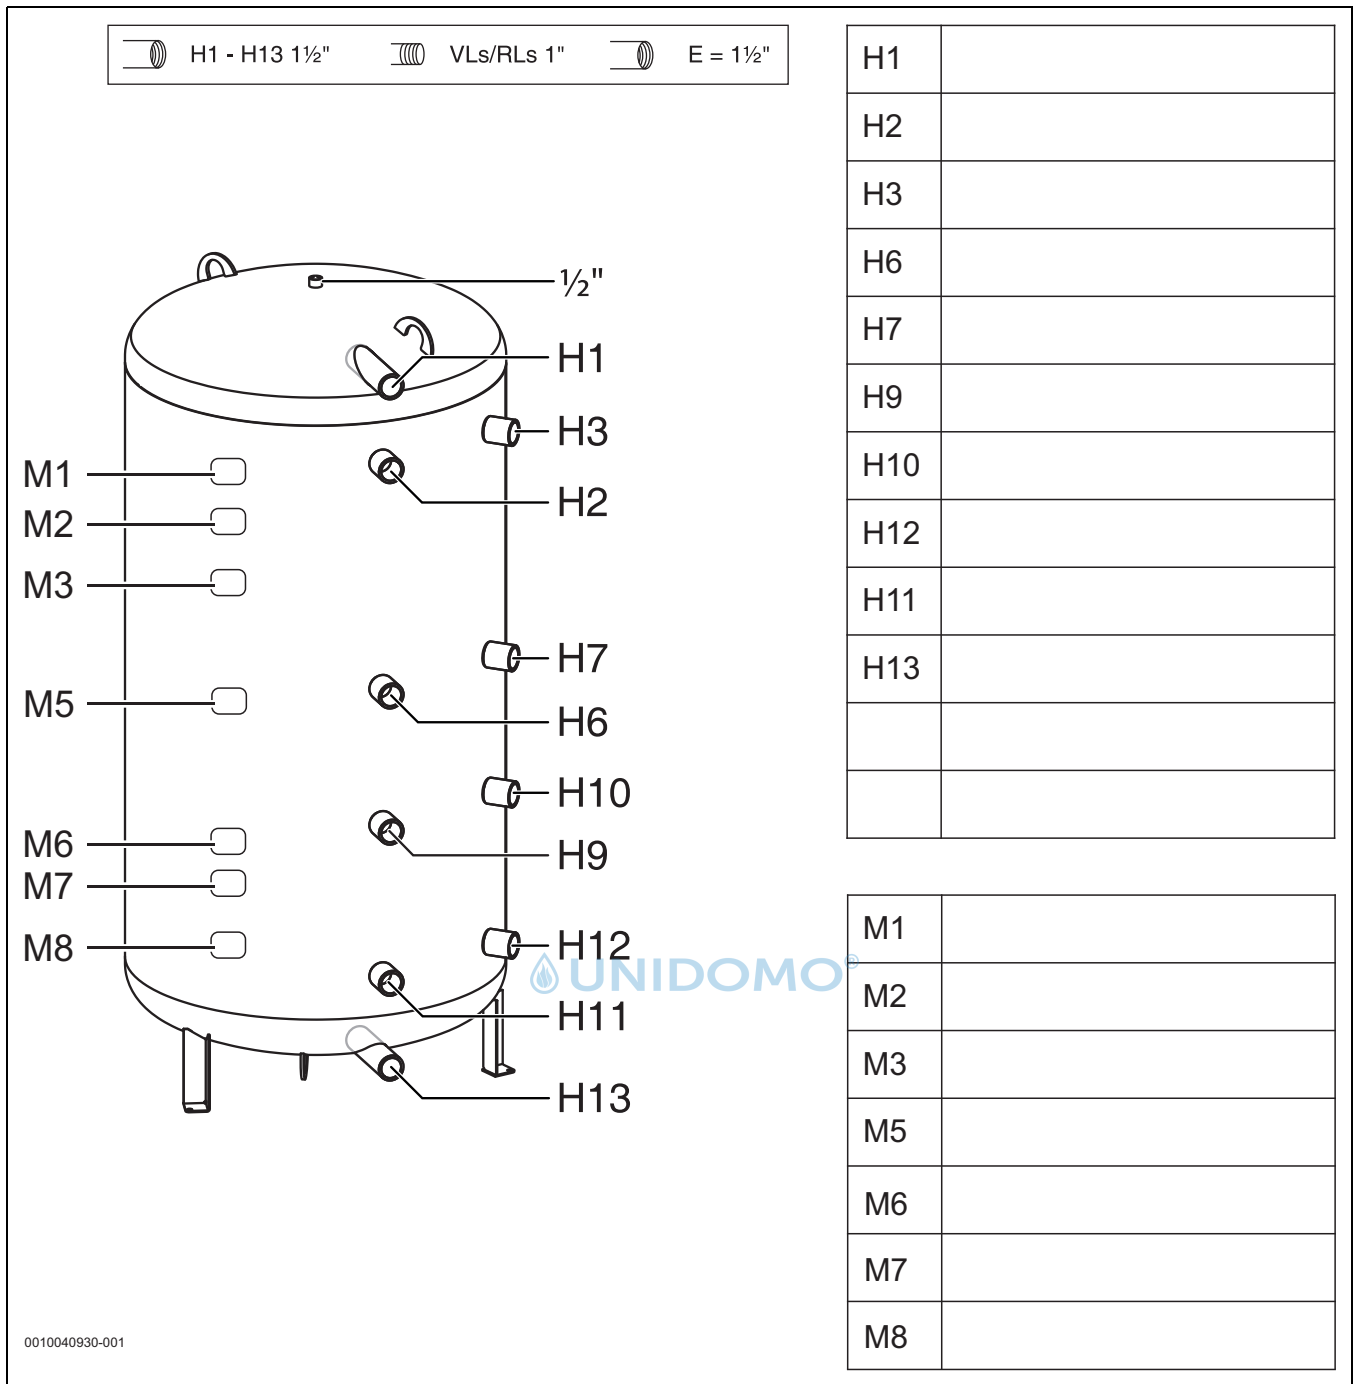 H1 - H13 1½" VLs/RLs 1" E = 1½"
½"
H1
H3
H2
H7
H6
H10
H9
H12
H11
H13
M1
M2
M3
M5
M6
M7
M8
UNIDOMO®
0010040930-001
H1
H2
H3
H6
H7
H9
H10
H12
H11
H13
M1
M2
M3
M5
M6
M7
M8